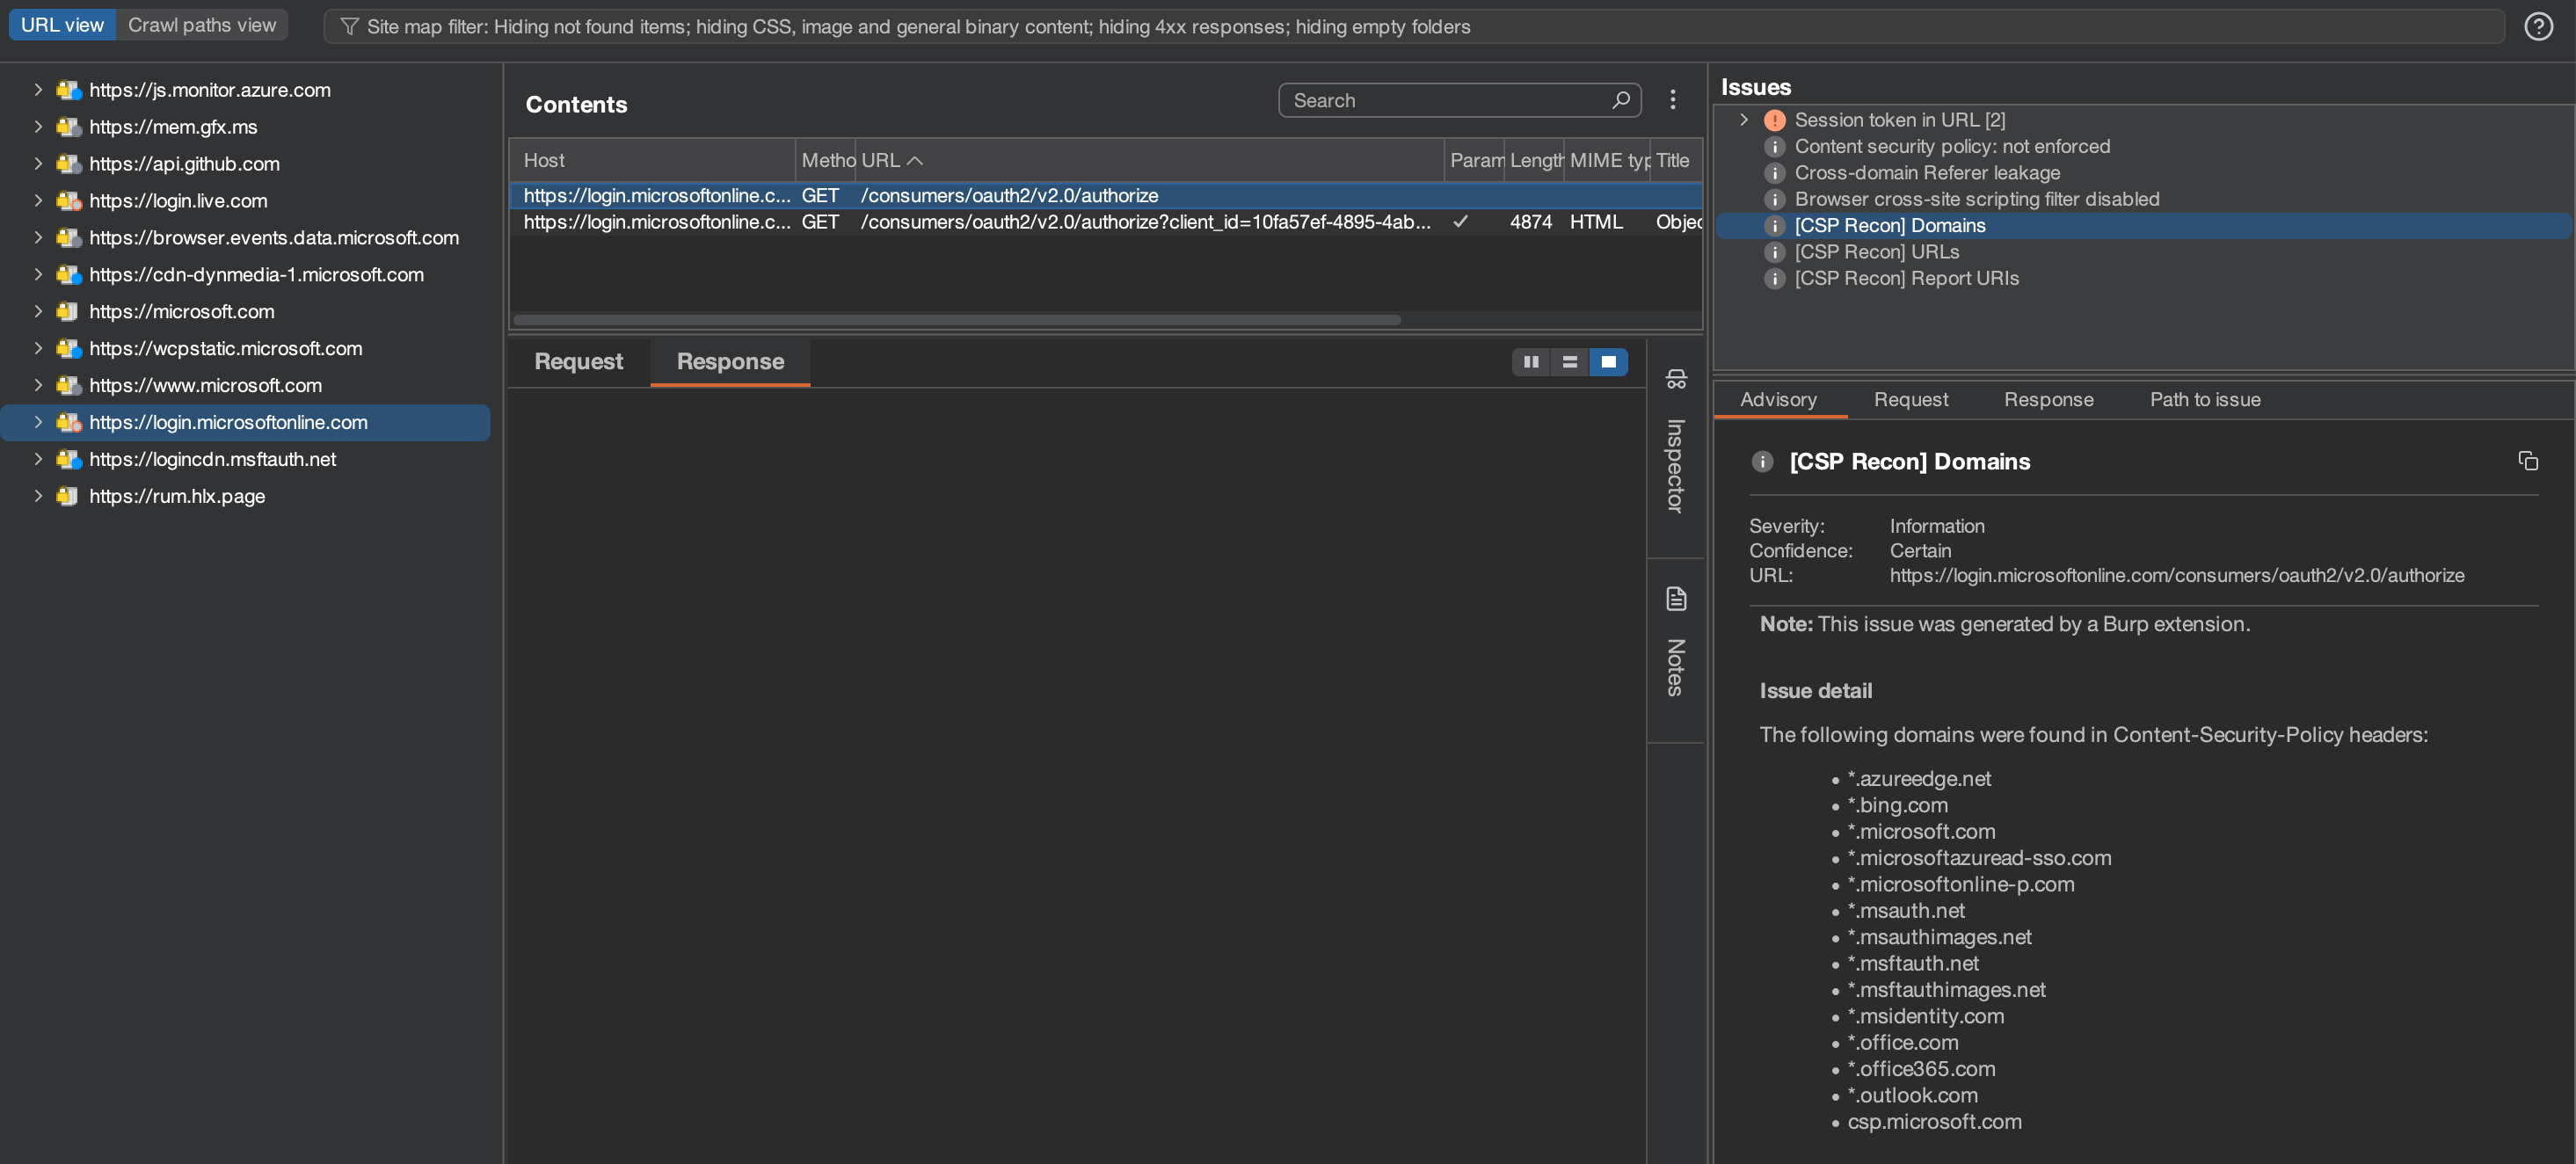 URL view
Crawl paths view
Site map filter: Hiding not found items; hiding CSS, image and general binary content; hiding 4xx responses; hiding empty folders
https://js.monitor.azure.com
https://mem.gfx.ms
https://api.github.com
https://login.live.com
https://browser.events.data.microsoft.com
https://cdn-dynmedia-1.microsoft.com
https://microsoft.com
https://wcpstatic.microsoft.com
https://www.microsoft.com
https://login.microsoftonline.com
https://logincdn.msftauth.net
https://rum.hlx.page
Contents
Search
Host Metho URL Param Length MIME typ Title
https://login.microsoftonline.c... GET /consumers/oauth2/v2.0/authorize
https://login.microsoftonline.c... GET /consumers/oauth2/v2.0/authorize?client_id=10fa57ef-4895-4ab... ✓ 4874 HTML Objec
Request
Response
Inspector
Notes
Issues
Session token in URL [2]
Content security policy: not enforced
Cross-domain Referer leakage
Browser cross-site scripting filter disabled
[CSP Recon] Domains
[CSP Recon] URLs
[CSP Recon] Report URIs
Advisory Request Response Path to issue
[CSP Recon] Domains
Severity: Information
Confidence: Certain
URL: https://login.microsoftonline.com/consumers/oauth2/v2.0/authorize
Note: This issue was generated by a Burp extension.
Issue detail
The following domains were found in Content-Security-Policy headers:
• *.azureedge.net
• *.bing.com
• *.microsoft.com
• *.microsoftazuread-sso.com
• *.microsoftonline-p.com
• *.msauth.net
• *.msauthimages.net
• *.msftauth.net
• *.msftauthimages.net
• *.msidentity.com
• *.office.com
• *.office365.com
• *.outlook.com
• csp.microsoft.com